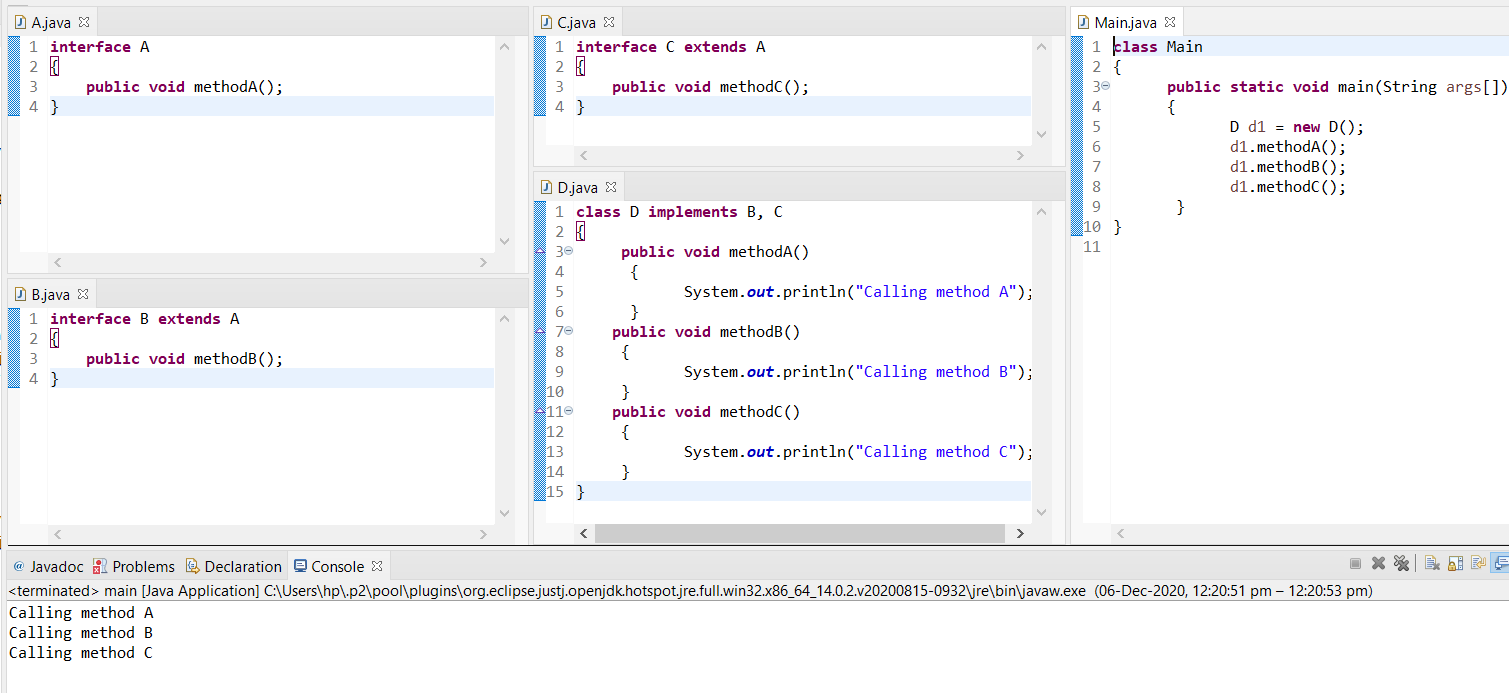 A.java
1 interface A
2 {
3     public void methodA();
4 }
B.java
1 interface B extends A
2 {
3     public void methodB();
4 }
C.java
1 interface C extends A
2 {
3     public void methodC();
4 }
D.java
1 class D implements B, C
2 {
3      public void methodA()
4       {
5             System.out.println("Calling method A");
6       }
7     public void methodB()
8      {
9             System.out.println("Calling method B");
10      }
11     public void methodC()
12      {
13             System.out.println("Calling method C");
14      }
15 }
Main.java
1 class Main
2 {
3       public static void main(String args[])
4       {
5              D d1 = new D();
6              d1.methodA();
7              d1.methodB();
8              d1.methodC();
9        }
10 }
11
@ Javadoc Problems Declaration Console
<terminated> main [Java Application] C:\Users\hp\.p2\pool\plugins\org.eclipse.justj.openjdk.hotspot.jre.full.win32.x86_64_14.0.2.v20200815-0932\jre\bin\javaw.exe (06-Dec-2020, 12:20:51 pm – 12:20:53 pm)
Calling method A
Calling method B
Calling method C